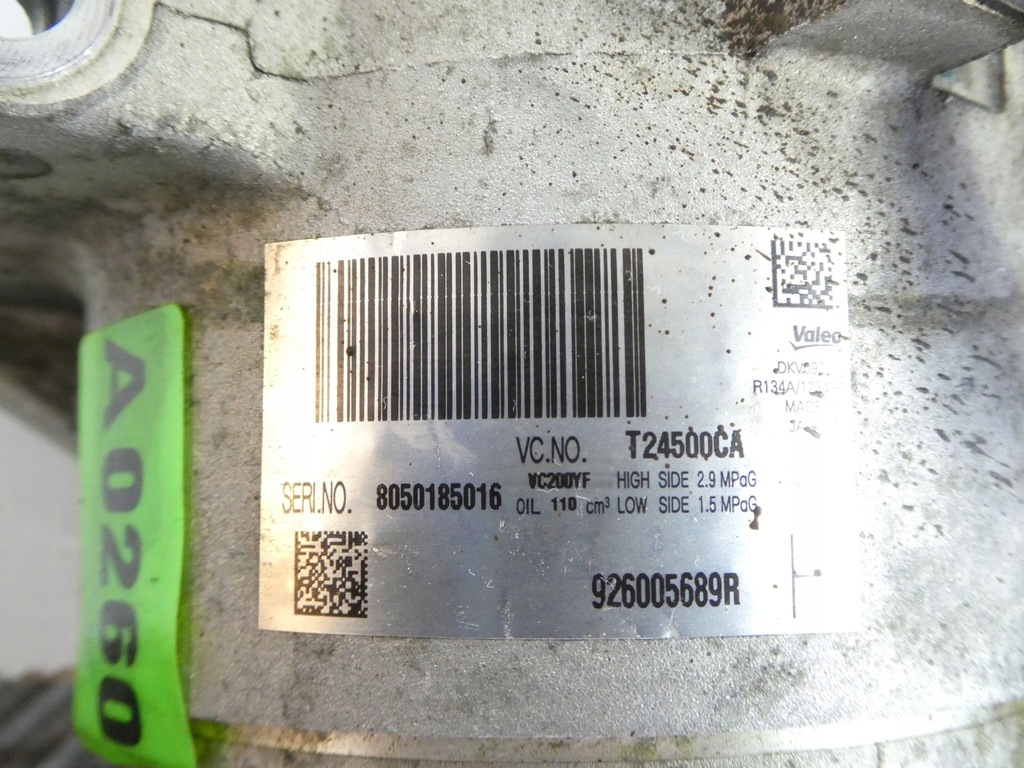 A0260
Valeo
VC.NO. T24500CA
VC200YF HIGH SIDE 2.9 MPaG
SERI.NO. 8050185016 OIL 110 cm³ LOW SIDE 1.5 MPaG
926005689R